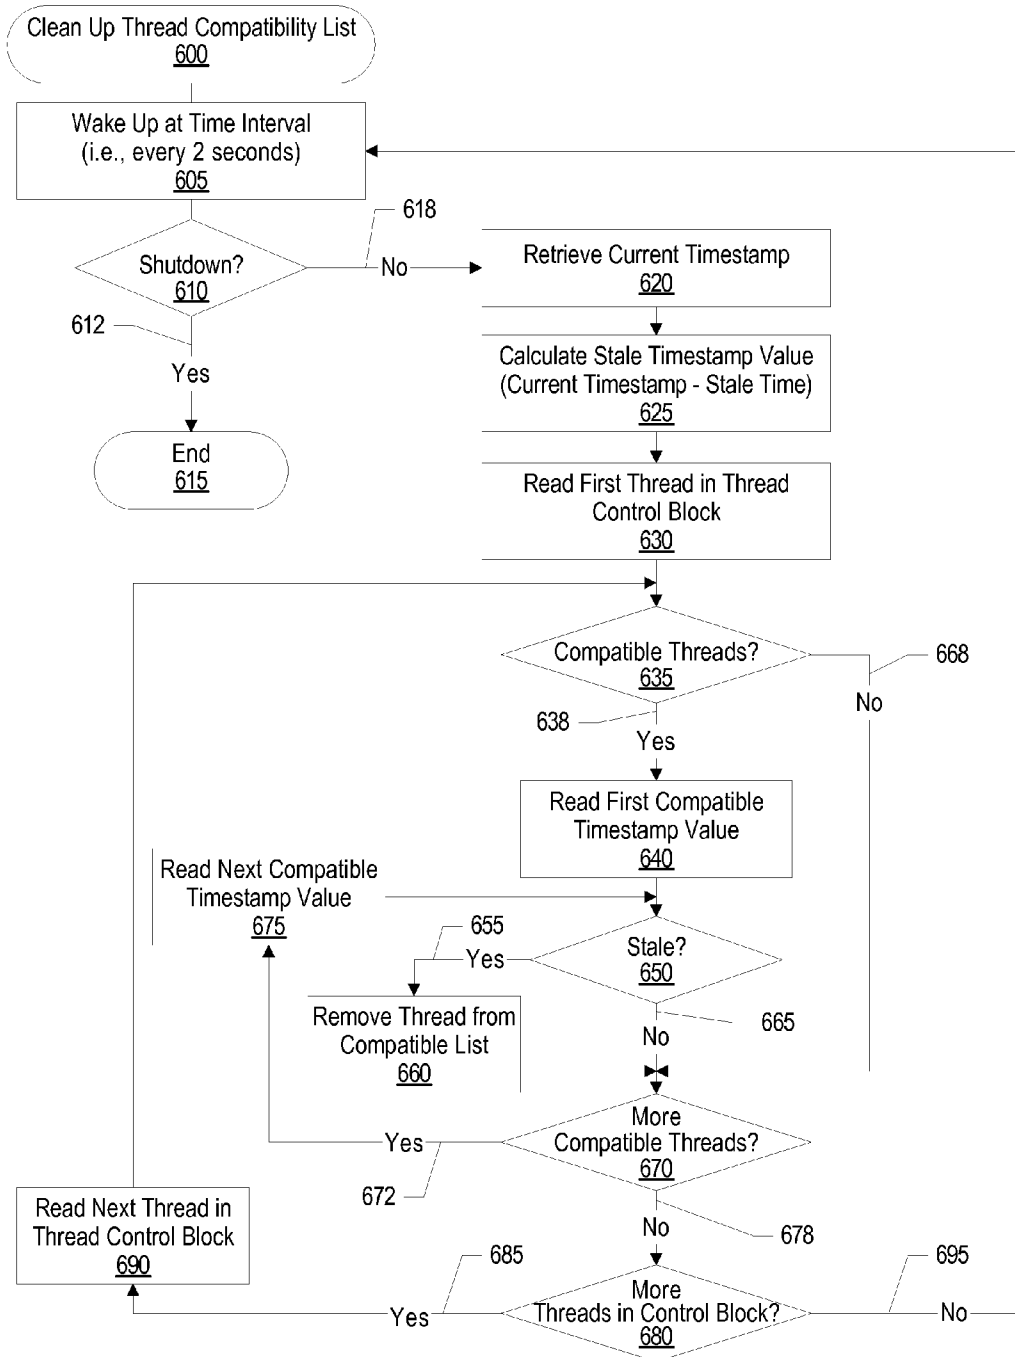 Clean Up Thread Compatibility List
600
Wake Up at Time Interval
(i.e., every 2 seconds)
605
618
Shutdown?
610
No
Retrieve Current Timestamp
620
612
Yes
Calculate Stale Timestamp Value
(Current Timestamp - Stale Time)
625
End
615
Read First Thread in Thread
Control Block
630
Compatible Threads?
635
668
No
638
Yes
Read First Compatible
Timestamp Value
640
Read Next Compatible
Timestamp Value
675
655
Yes
Stale?
650
Remove Thread from
Compatible List
660
665
No
More
Compatible Threads?
670
Yes
672
Read Next Thread in
Thread Control Block
690
No
678
685
Yes
More
Threads in Control Block?
680
695
No